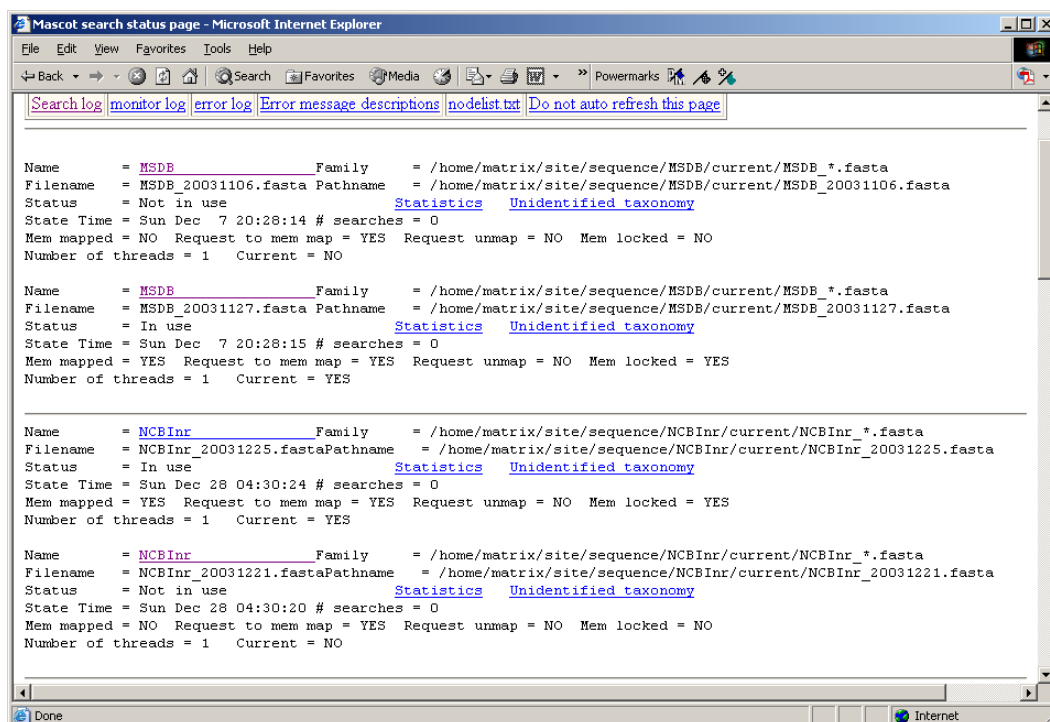 Mascot search status page - Microsoft Internet Explorer
File Edit View Favorites Tools Help
Back Search Favorites Media » Powermarks
Search log monitor log error log Error message descriptions nodelist.txt Do not auto refresh this page
Name = MSDB Family = /home/matrix/site/sequence/MSDB/current/MSDB_*.fasta
Filename = MSDB_20031106.fasta Pathname = /home/matrix/site/sequence/MSDB/current/MSDB_20031106.fasta
Status = Not in use Statistics Unidentified taxonomy
State Time = Sun Dec 7 20:28:14 # searches = 0
Mem mapped = NO Request to mem map = YES Request unmap = NO Mem locked = NO
Number of threads = 1 Current = NO
Name = MSDB Family = /home/matrix/site/sequence/MSDB/current/MSDB_*.fasta
Filename = MSDB_20031127.fasta Pathname = /home/matrix/site/sequence/MSDB/current/MSDB_20031127.fasta
Status = In use Statistics Unidentified taxonomy
State Time = Sun Dec 7 20:28:15 # searches = 0
Mem mapped = YES Request to mem map = YES Request unmap = NO Mem locked = YES
Number of threads = 1 Current = YES
Name = NCBInr Family = /home/matrix/site/sequence/NCBInr/current/NCBInr_*.fasta
Filename = NCBInr_20031225.fastaPathname = /home/matrix/site/sequence/NCBInr/current/NCBInr_20031225.fasta
Status = In use Statistics Unidentified taxonomy
State Time = Sun Dec 28 04:30:24 # searches = 0
Mem mapped = YES Request to mem map = YES Request unmap = NO Mem locked = YES
Number of threads = 1 Current = YES
Name = NCBInr Family = /home/matrix/site/sequence/NCBInr/current/NCBInr_*.fasta
Filename = NCBInr_20031221.fastaPathname = /home/matrix/site/sequence/NCBInr/current/NCBInr_20031221.fasta
Status = Not in use Statistics Unidentified taxonomy
State Time = Sun Dec 28 04:30:20 # searches = 0
Mem mapped = NO Request to mem map = YES Request unmap = NO Mem locked = NO
Number of threads = 1 Current = NO
Done Internet